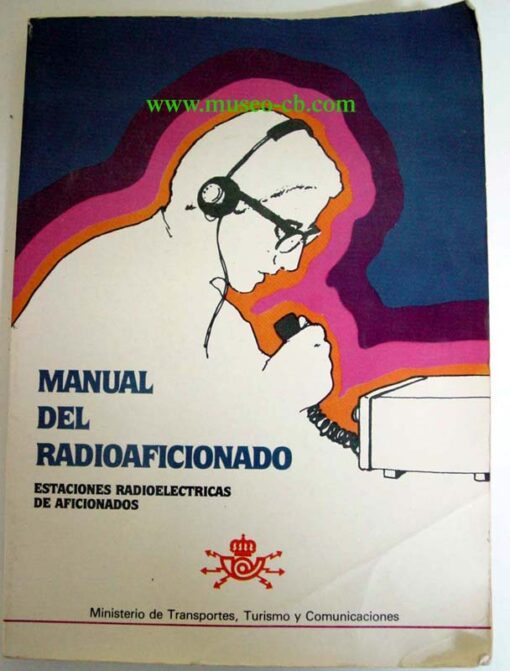 www.museo-cb.com
MANUAL
DEL
RADIOAFICIONADO
ESTACIONES RADIOELECTRICAS
DE AFICIONADOS
Ministerio de Transportes, Turismo y Comunicaciones